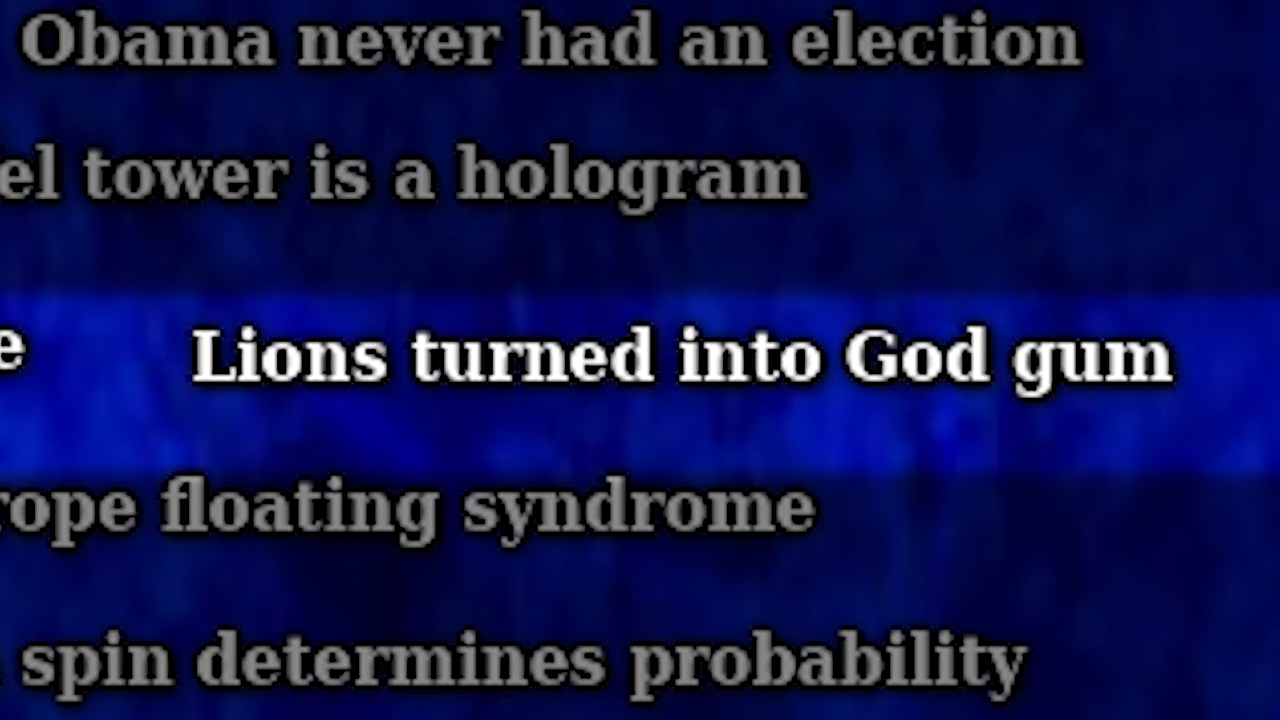 Obama never had an election
el tower is a hologram
e Lions turned into God gum
rope floating syndrome
spin determines probability